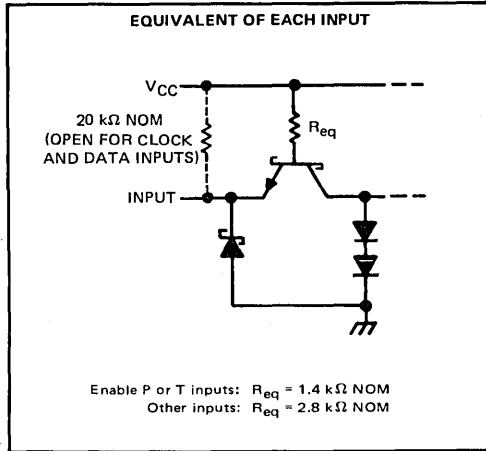 EQUIVALENT OF EACH INPUT
VCC
20 kΩ NOM
(OPEN FOR CLOCK
AND DATA INPUTS)
Req
INPUT
Enable P or T inputs: Req = 1.4 kΩ NOM
Other inputs: Req = 2.8 kΩ NOM